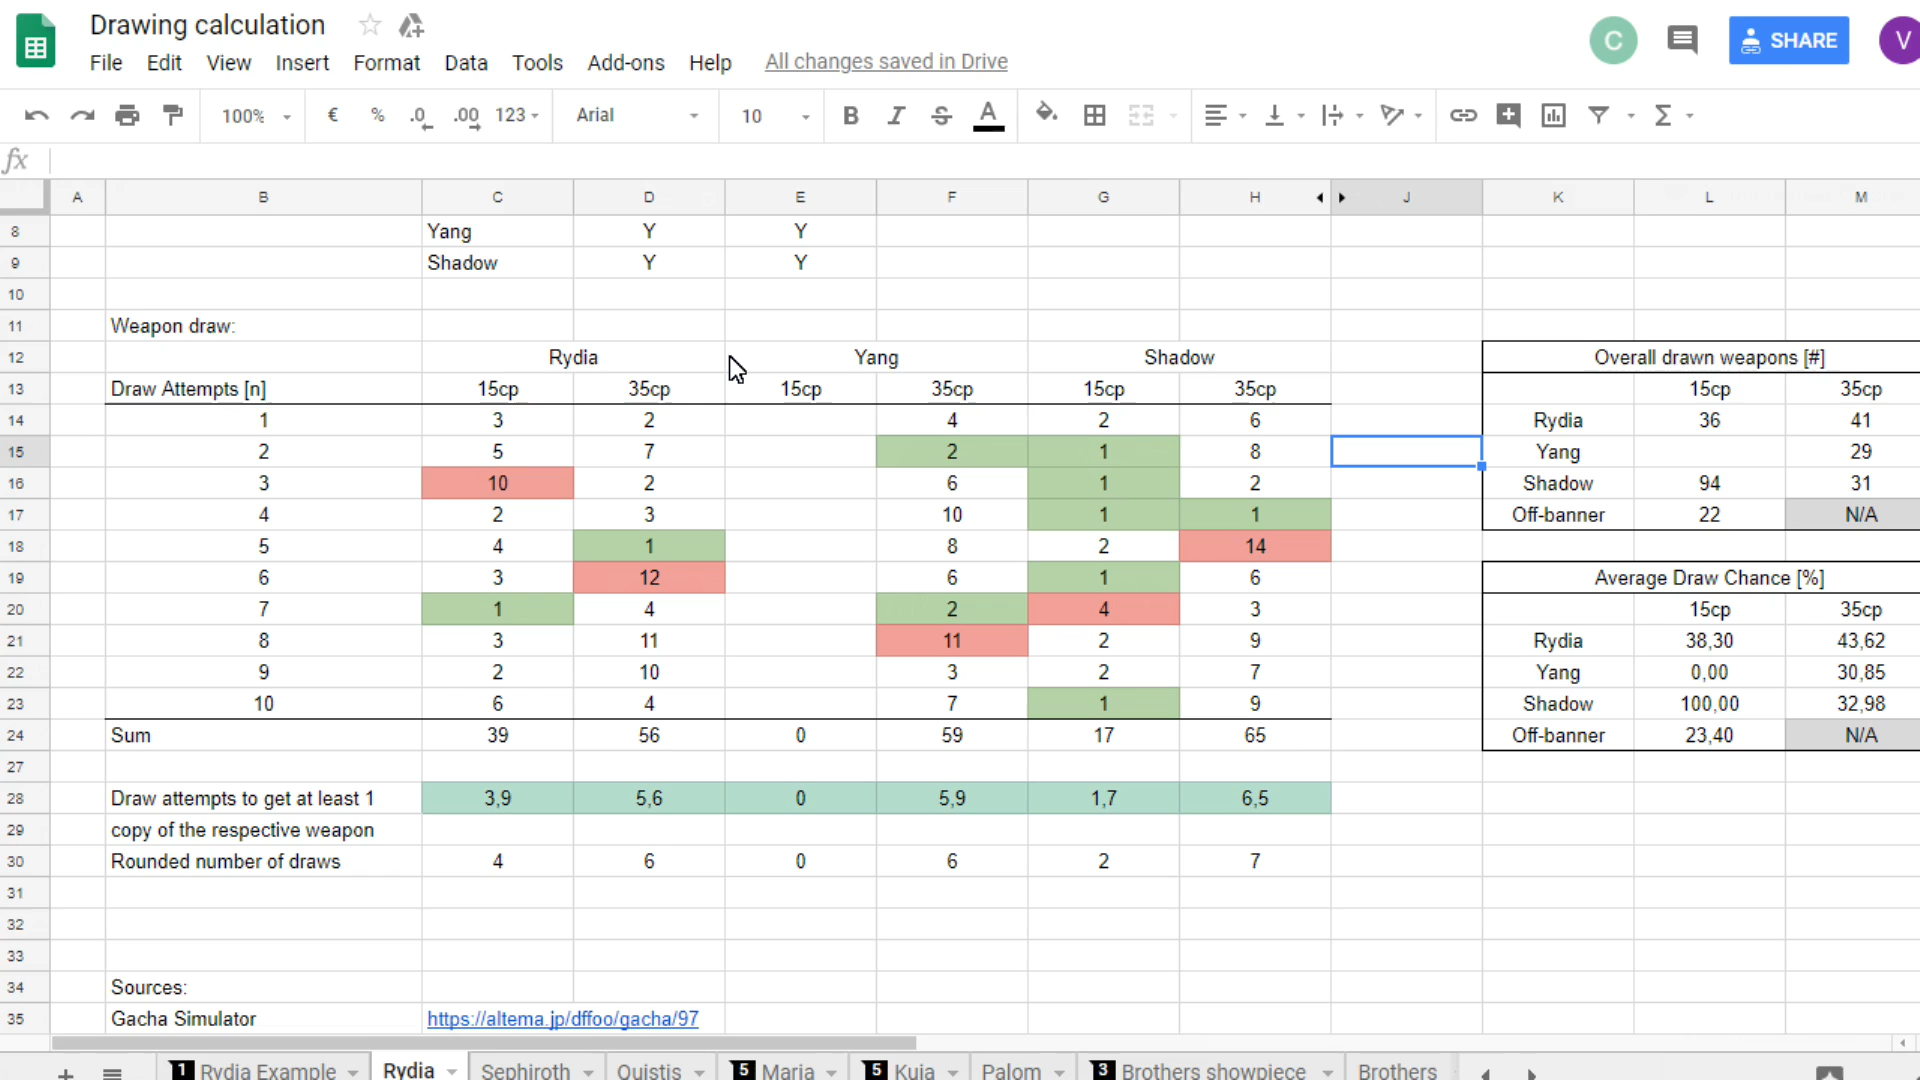 Drawing calculation
C
SHARE
V
File Edit View Insert Format Data Tools Add-ons Help All changes saved in Drive
100% € % .0 .00 123 Arial 10 B I S A Σ
fx
A B C D E F G H J K L M
8 Yang Y Y
9 Shadow Y Y
10
11 Weapon draw:
12 Rydia Yang Shadow Overall drawn weapons [#]
13 Draw Attempts [n] 15cp 35cp 15cp 35cp 15cp 35cp 15cp 35cp
14 1 3 2 4 2 6 Rydia 36 41
15 2 5 7 2 1 8 Yang 29
16 3 10 2 6 1 2 Shadow 94 31
17 4 2 3 10 1 1 Off-banner 22 N/A
18 5 4 1 8 2 14
19 6 3 12 6 1 6 Average Draw Chance [%]
20 7 1 4 2 4 3 15cp 35cp
21 8 3 11 11 2 9 Rydia 38,30 43,62
22 9 2 10 3 2 7 Yang 0,00 30,85
23 10 6 4 7 1 9 Shadow 100,00 32,98
24 Sum 39 56 0 59 17 65 Off-banner 23,40 N/A
27
28 Draw attempts to get at least 1 3,9 5,6 0 5,9 1,7 6,5
29 copy of the respective weapon
30 Rounded number of draws 4 6 0 6 2 7
31
32
33
34 Sources:
35 Gacha Simulator https://altema.jp/dffoo/gacha/97
1 Rydia Example Rydia Sephiroth Quistis 5 Maria 5 Kuja Palom 3 Brothers showpiece Brothers